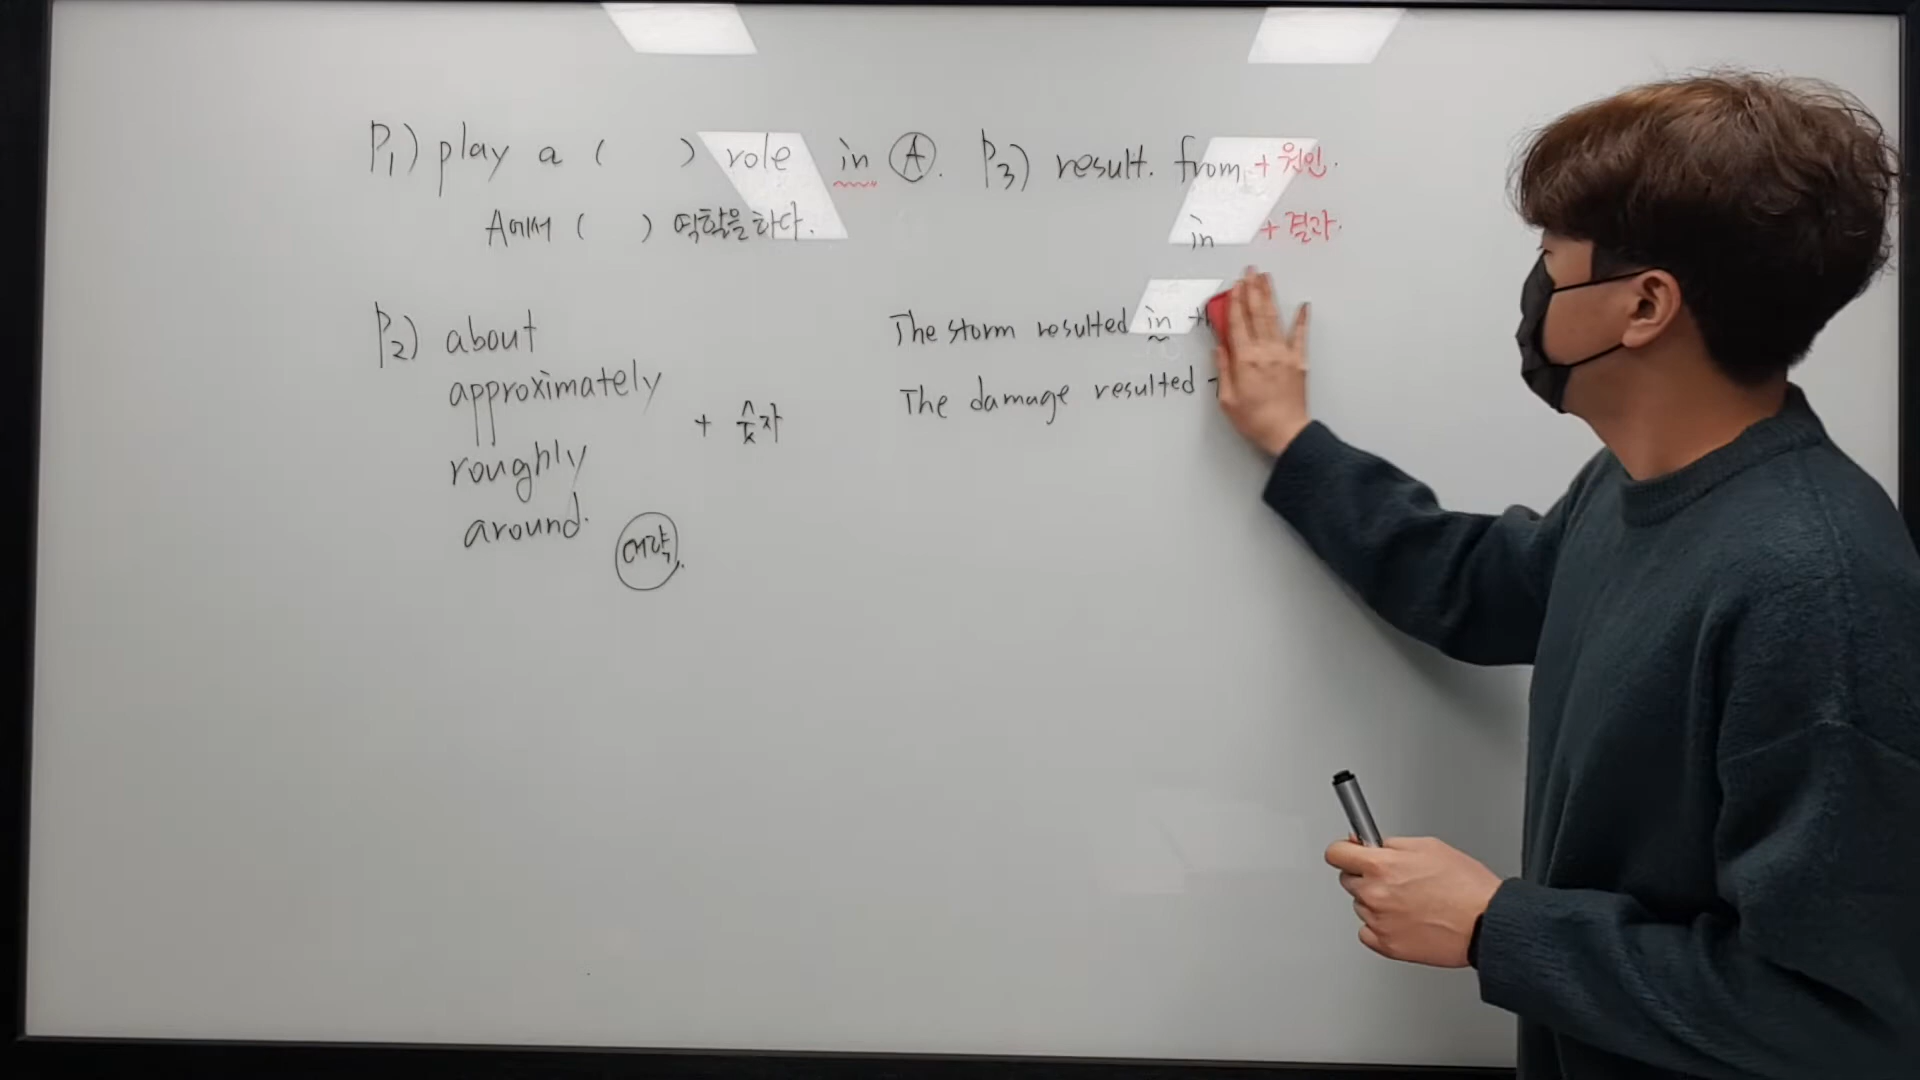 P1) play a (    ) role in Ⓐ.
A에서 (    ) 역할을 하다.
P2) about
approximately
roughly
around.
+ 숫자
대략.
P3) result. from + 원인.
in + 결과.
The storm resulted in
The damage resulted